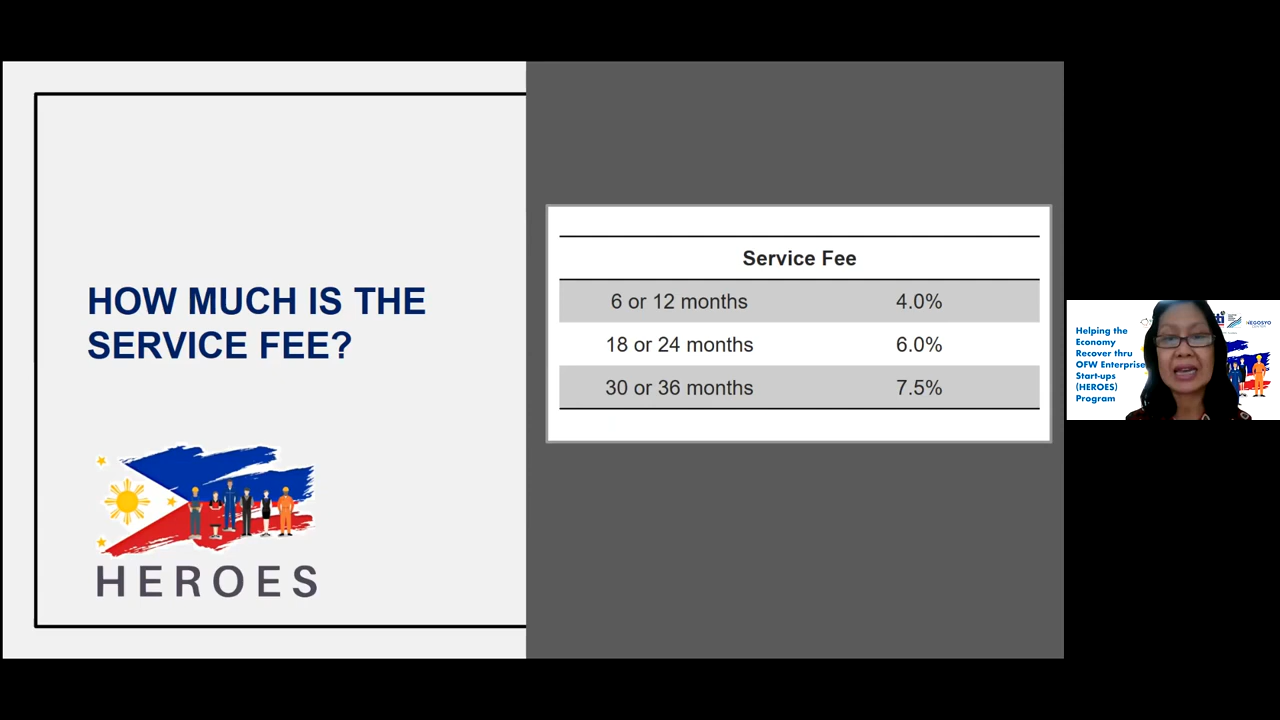 HOW MUCH IS THE
SERVICE FEE?
HEROES
Service Fee
6 or 12 months 4.0%
18 or 24 months 6.0%
30 or 36 months 7.5%
Helping the
Economy
Recover thru
OFW Enterprise
Start-ups
(HEROES)
Program
NEGOSYO
CENTER